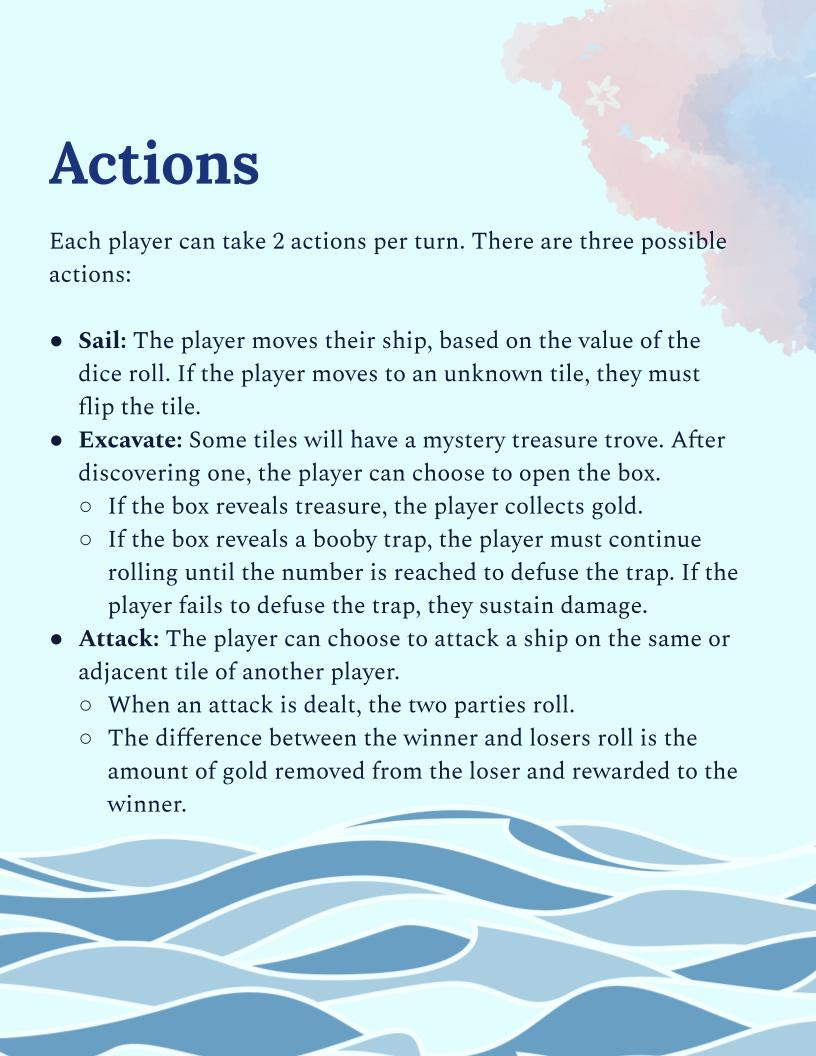 Actions
Each player can take 2 actions per turn. There are three possible
actions:
● Sail: The player moves their ship, based on the value of the
dice roll. If the player moves to an unknown tile, they must
flip the tile.
● Excavate: Some tiles will have a mystery treasure trove. After
discovering one, the player can choose to open the box.
○ If the box reveals treasure, the player collects gold.
○ If the box reveals a booby trap, the player must continue
rolling until the number is reached to defuse the trap. If the
player fails to defuse the trap, they sustain damage.
● Attack: The player can choose to attack a ship on the same or
adjacent tile of another player.
○ When an attack is dealt, the two parties roll.
○ The difference between the winner and losers roll is the
amount of gold removed from the loser and rewarded to the
winner.